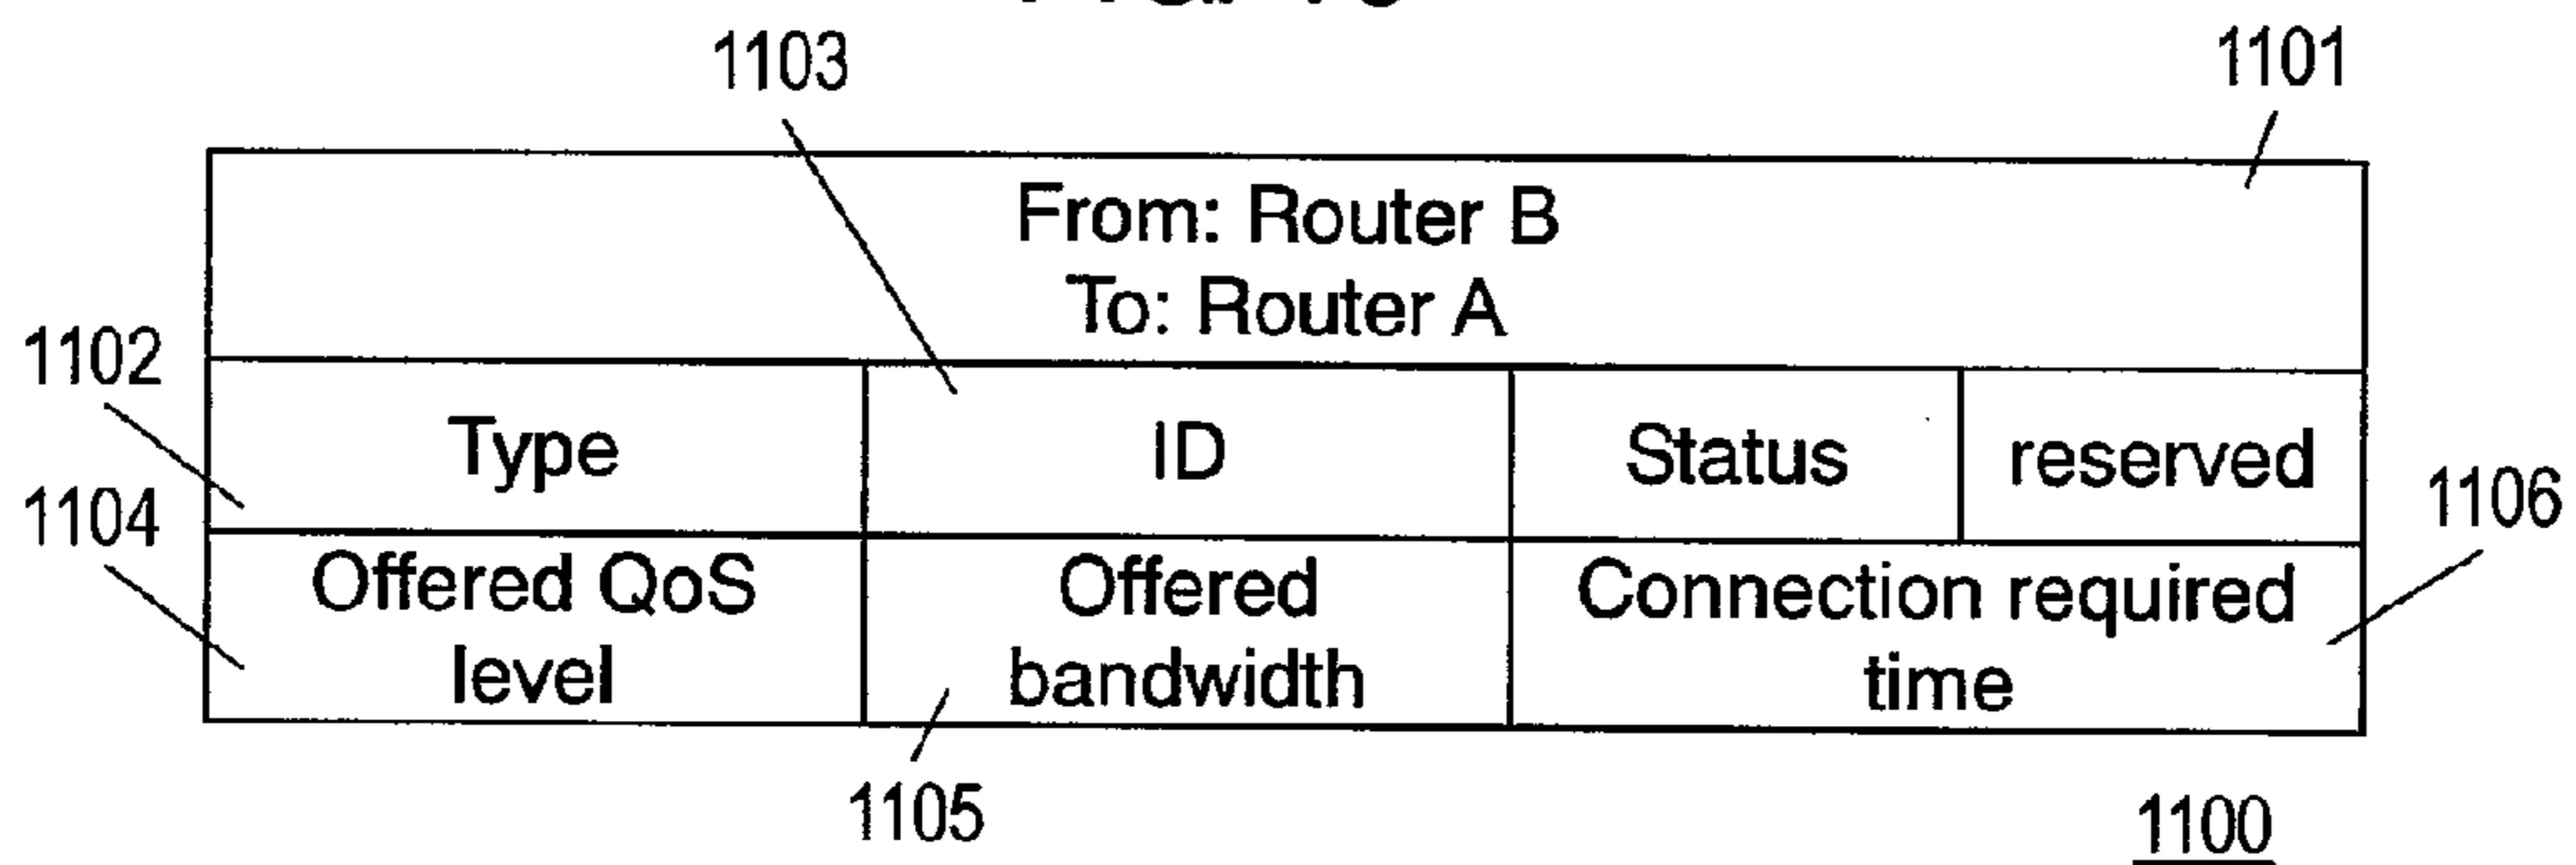 1103
1101
From: Router B
To: Router A
1102
Type
ID
Status
reserved
1104
1106
Offered QoS
level
Offered
bandwidth
Connection required
time
1105
1100